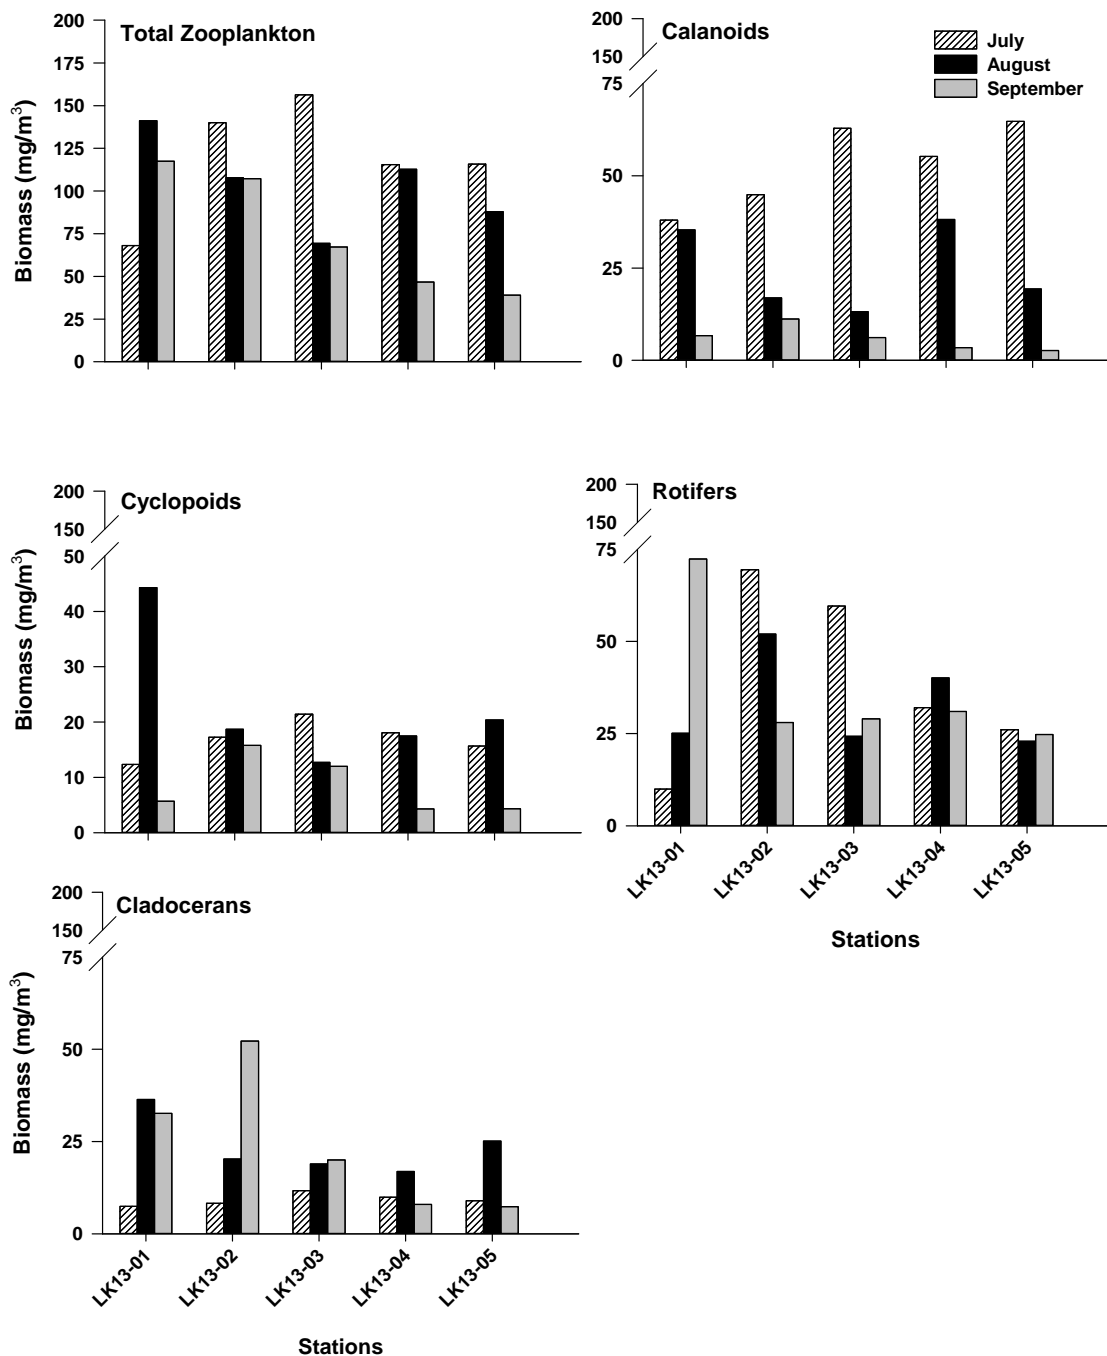 Total Zooplankton
200
175
150
125
100
75
50
25
0
Biomass (mg/m³)
Calanoids
200
150
75
50
25
0
July
August
September
Cyclopoids
200
150
50
40
30
20
10
0
Biomass (mg/m³)
Rotifers
200
150
75
50
25
0
LK13-01
LK13-02
LK13-03
LK13-04
LK13-05
Stations
Cladocerans
200
150
75
50
25
0
Biomass (mg/m³)
LK13-01
LK13-02
LK13-03
LK13-04
LK13-05
Stations